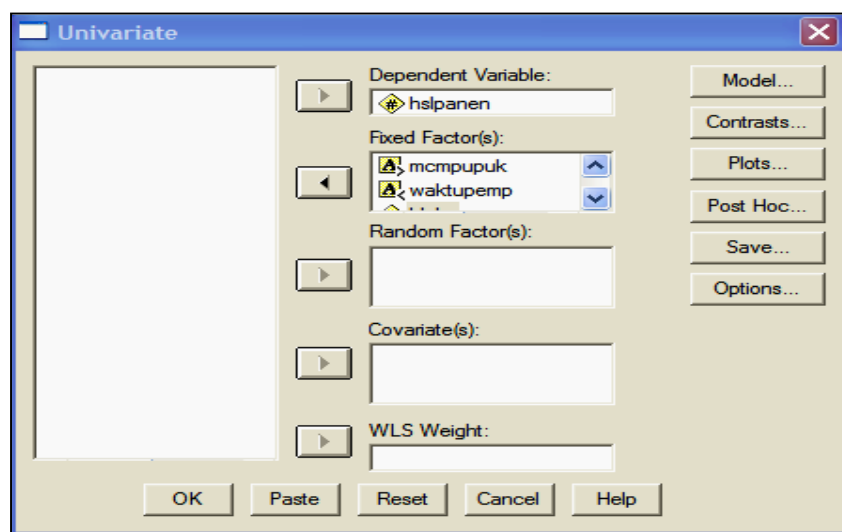 Univariate
Dependent Variable:
hslpanen
Fixed Factor(s):
mcmpupuk
waktupemp
Random Factor(s):
Covariate(s):
WLS Weight:
Model...
Contrasts...
Plots...
Post Hoc...
Save...
Options...
OK
Paste
Reset
Cancel
Help